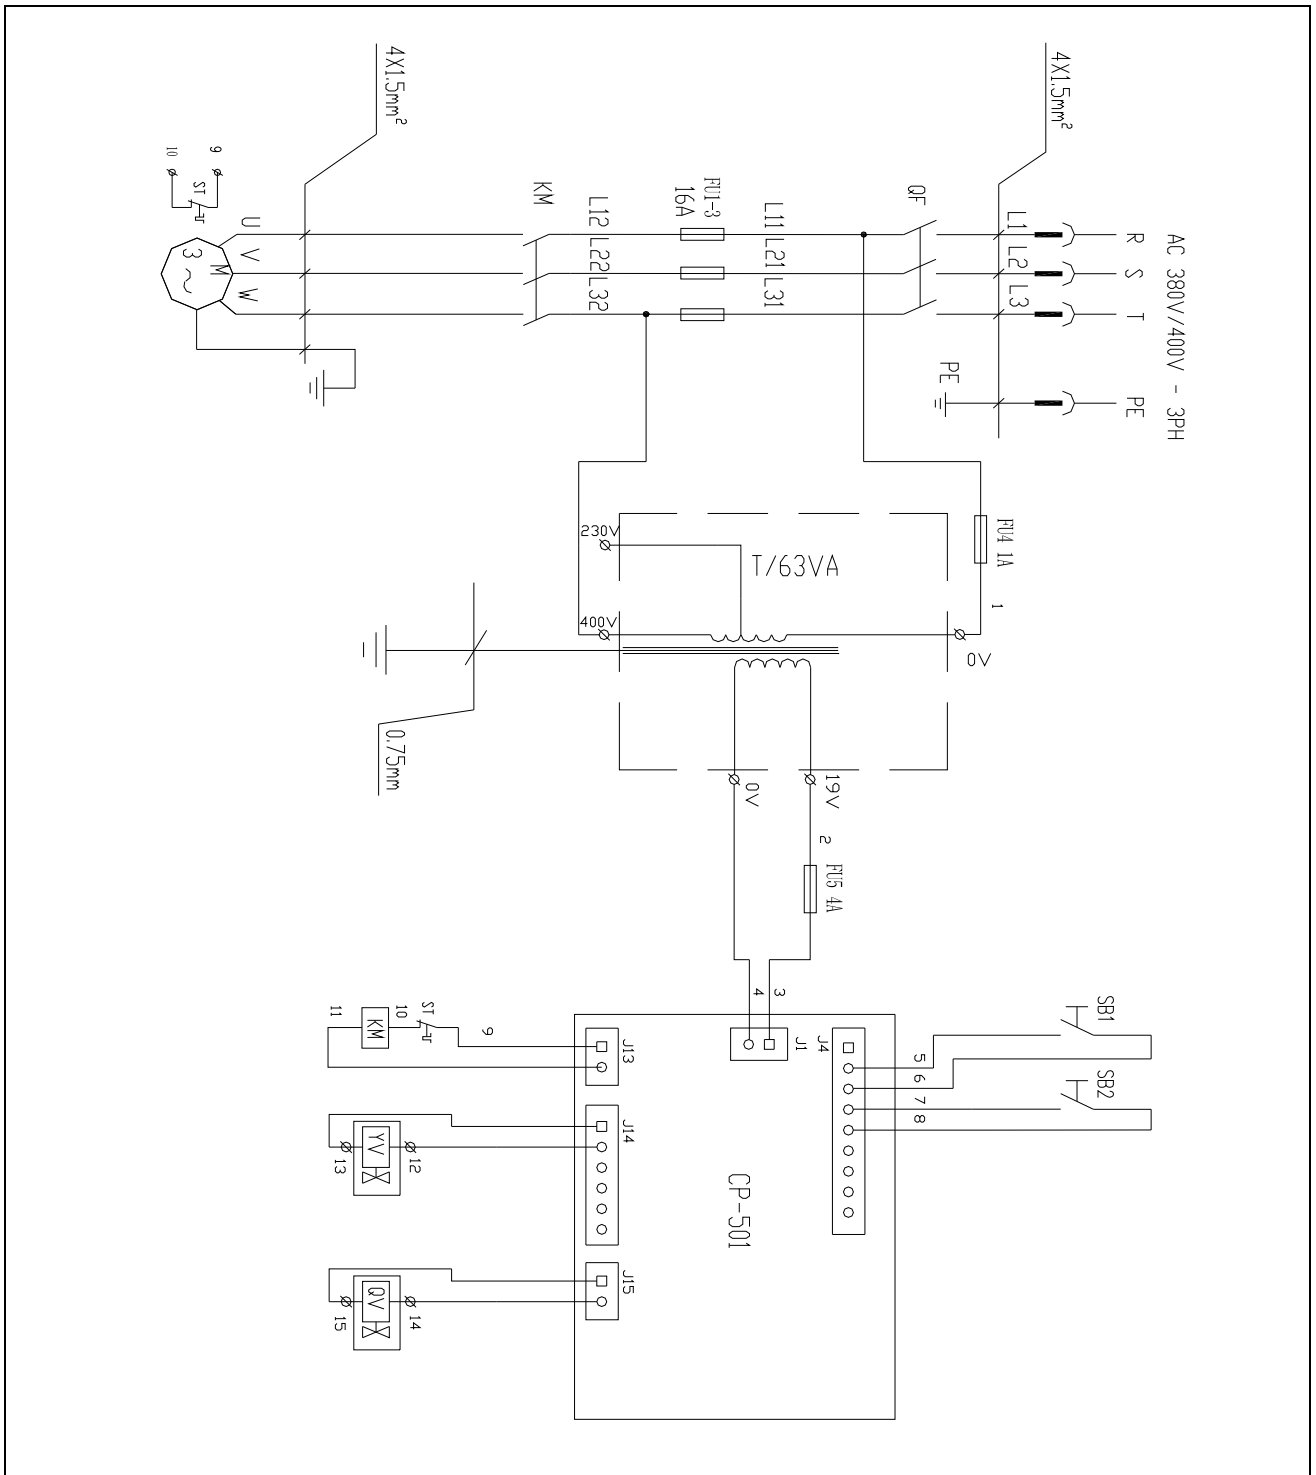 AC 380V/400V - 3PH
R
S
T
PE
4X1.5mm²
L1
L2
L3
PE
QF
L11
L21
L31
FU1-3
16A
L12
L22
L32
KM
4X1.5mm²
U
V
W
M
3 ~
ST
9
10
FU4 1A
1
0V
T/63VA
230V
400V
0.75mm
0V
19V
2
FU5 4A
3
4
J1
J4
5
6
7
8
SB1
SB2
CP-501
J13
9
ST
10
KM
11
J14
YV
12
13
J15
QV
14
15